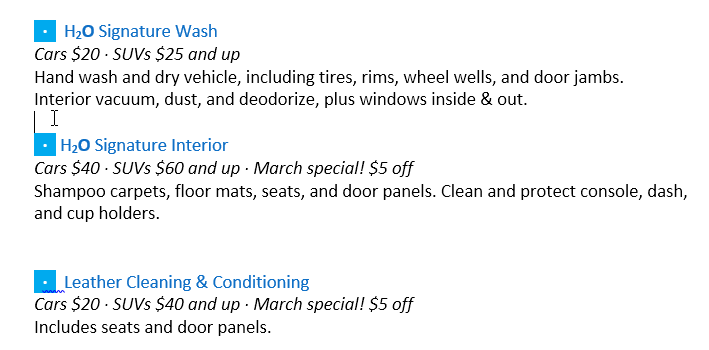 · H₂O Signature Wash
Cars $20 · SUVs $25 and up
Hand wash and dry vehicle, including tires, rims, wheel wells, and door jambs.
Interior vacuum, dust, and deodorize, plus windows inside & out.
· H₂O Signature Interior
Cars $40 · SUVs $60 and up · March special! $5 off
Shampoo carpets, floor mats, seats, and door panels. Clean and protect console, dash,
and cup holders.
· Leather Cleaning & Conditioning
Cars $20 · SUVs $40 and up · March special! $5 off
Includes seats and door panels.